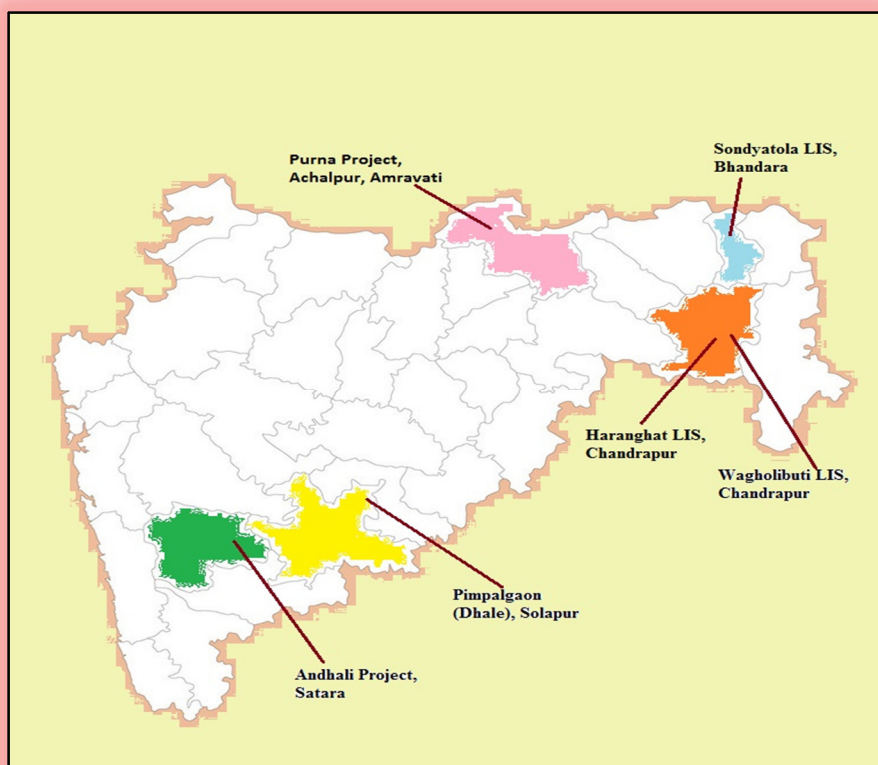 Sondyatola LIS,
Bhandara
Purna Project,
Achalpur, Amravati
Haranghat LIS,
Chandrapur
Wagholibuti LIS,
Chandrapur
Pimpalgaon
(Dhale), Solapur
Andhali Project,
Satara